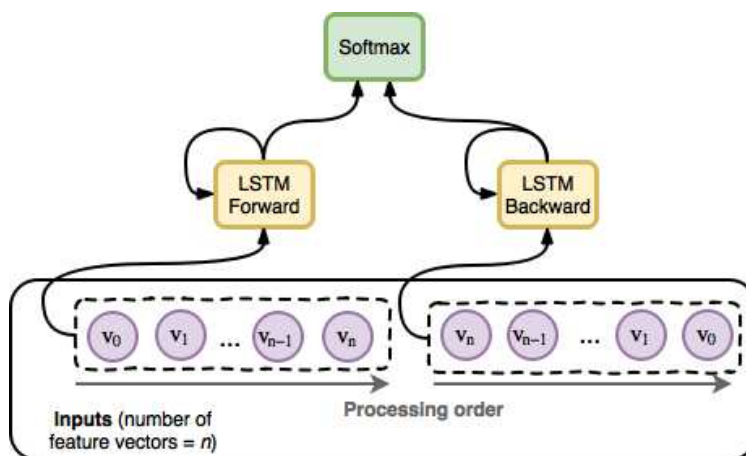 Softmax
LSTM
Forward
LSTM
Backward
v0 v1 ... vn−1 vn
vn vn−1 ... v1 v0
Processing order
Inputs (number of
feature vectors = n)